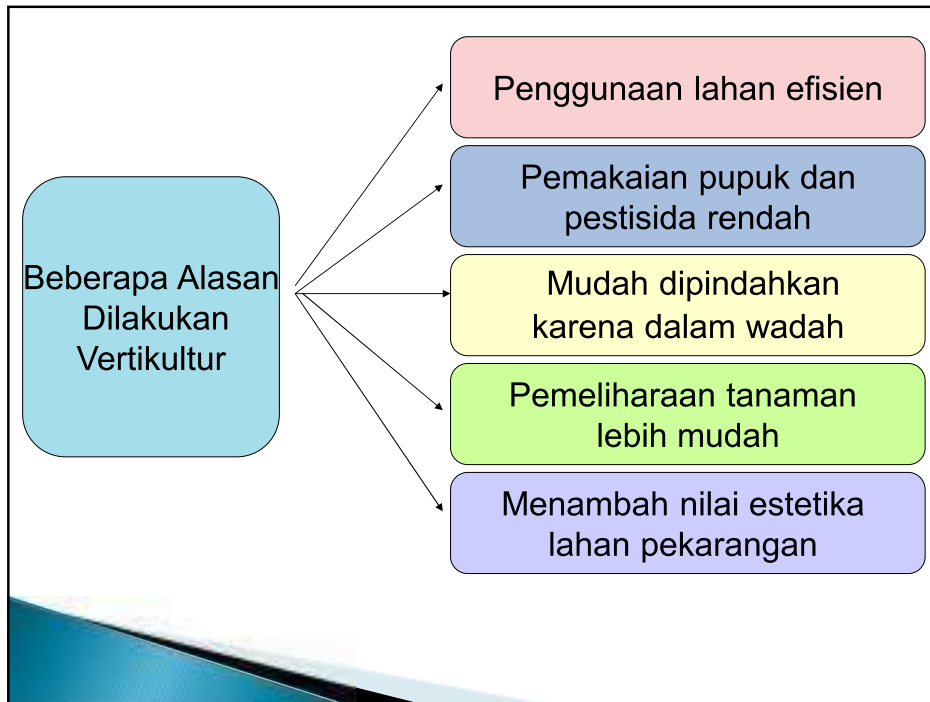 Beberapa Alasan
Dilakukan
Vertikultur
Penggunaan lahan efisien
Pemakaian pupuk dan
pestisida rendah
Mudah dipindahkan
karena dalam wadah
Pemeliharaan tanaman
lebih mudah
Menambah nilai estetika
lahan pekarangan